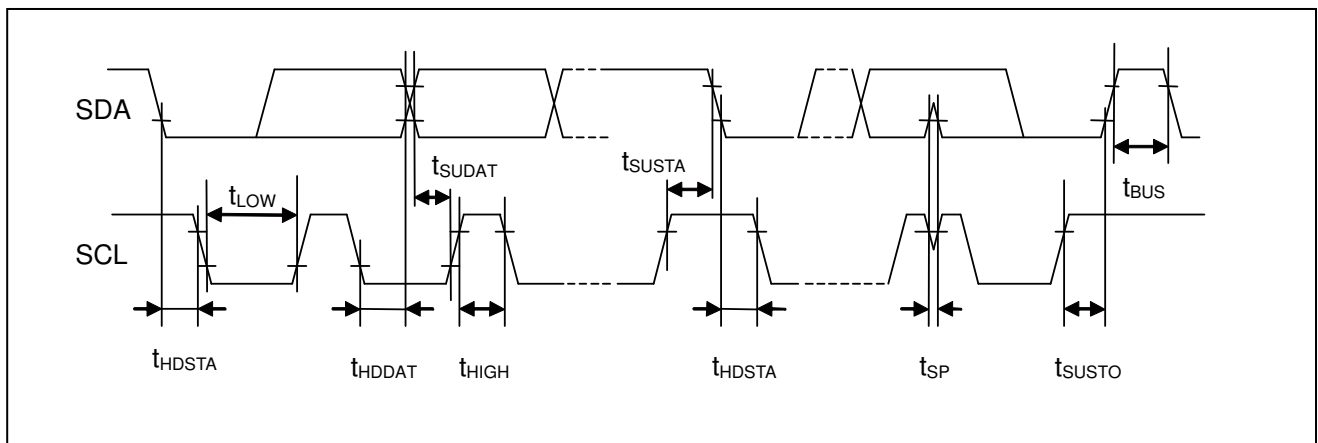 SDA
tSUDAT
tSUSTA
tLOW
tBUS
SCL
tHDSTA
tHDDAT
tHIGH
tHDSTA
tSP
tSUSTO